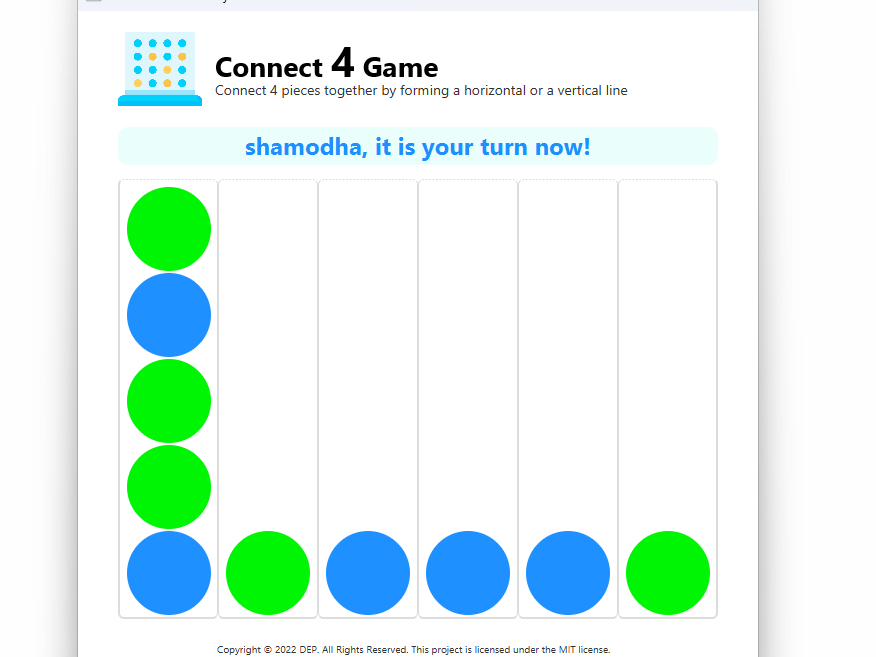 Connect 4 Game
Connect 4 pieces together by forming a horizontal or a vertical line
shamodha, it is your turn now!
Copyright © 2022 DEP. All Rights Reserved. This project is licensed under the MIT license.